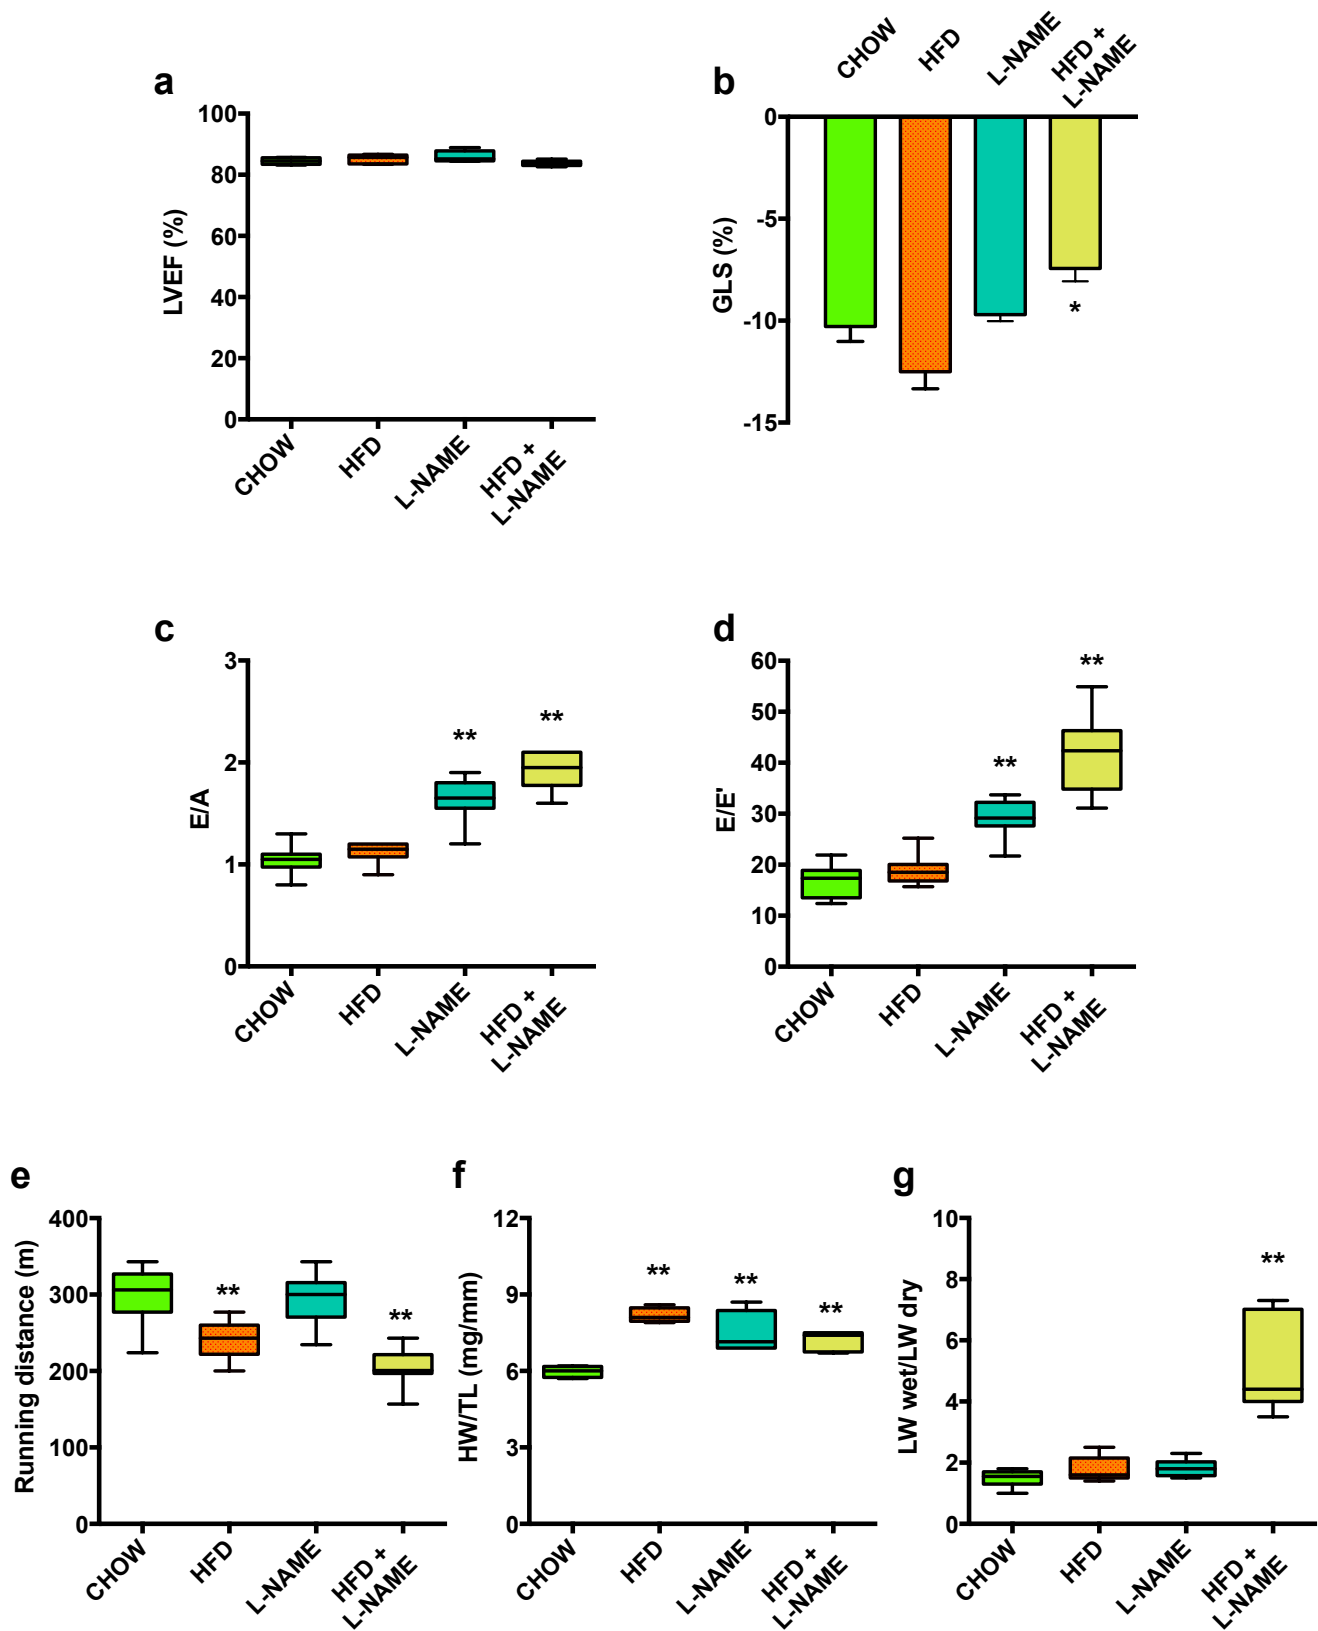 a
LVEF (%)
100
80
60
40
20
0
CHOW
HFD
L-NAME
HFD +
L-NAME
b
CHOW
HFD
L-NAME
HFD +
L-NAME
GLS (%)
0
-5
-10
-15
*
c
E/A
3
2
1
0
**
**
CHOW
HFD
L-NAME
HFD +
L-NAME
d
E/E'
60
50
40
30
20
10
0
**
**
CHOW
HFD
L-NAME
HFD +
L-NAME
e
Running distance (m)
400
300
200
100
0
**
**
CHOW
HFD
L-NAME
HFD +
L-NAME
f
HW/TL (mg/mm)
12
9
6
3
0
**
**
**
CHOW
HFD
L-NAME
HFD +
L-NAME
g
LW wet/LW dry
10
8
6
4
2
0
**
CHOW
HFD
L-NAME
HFD +
L-NAME